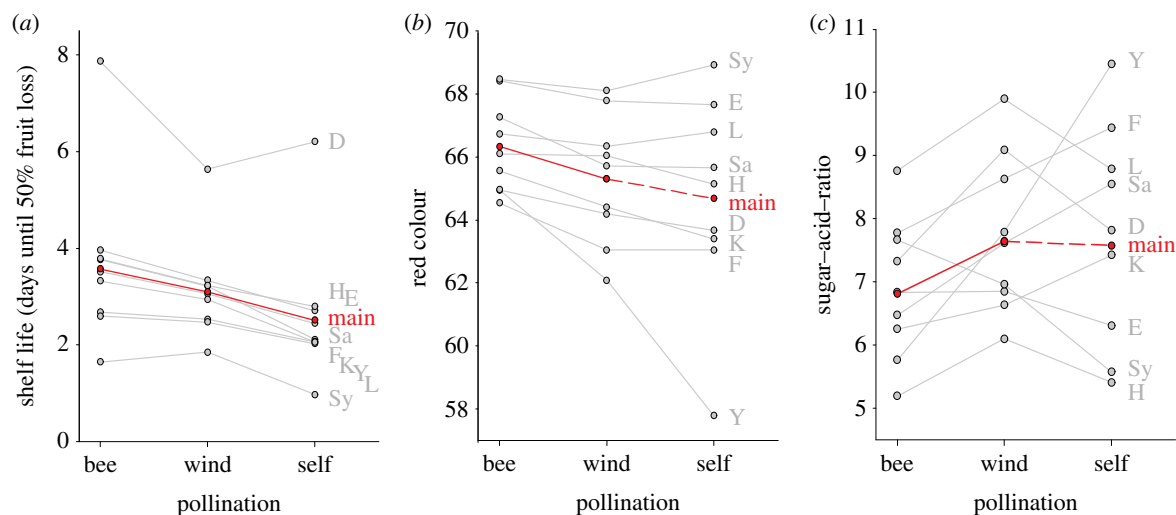 (a)
shelf life (days until 50% fruit loss)
8
6
4
2
0
D
H E
main
Sa
F K Y L
Sy
bee wind self
pollination
(b)
red colour
70
68
66
64
62
60
58
Sy
E
L
Sa
H
main
D
K
F
Y
bee wind self
pollination
(c)
sugar–acid–ratio
11
10
9
8
7
6
5
Y
F
L
Sa
D
main
K
E
Sy
H
bee wind self
pollination